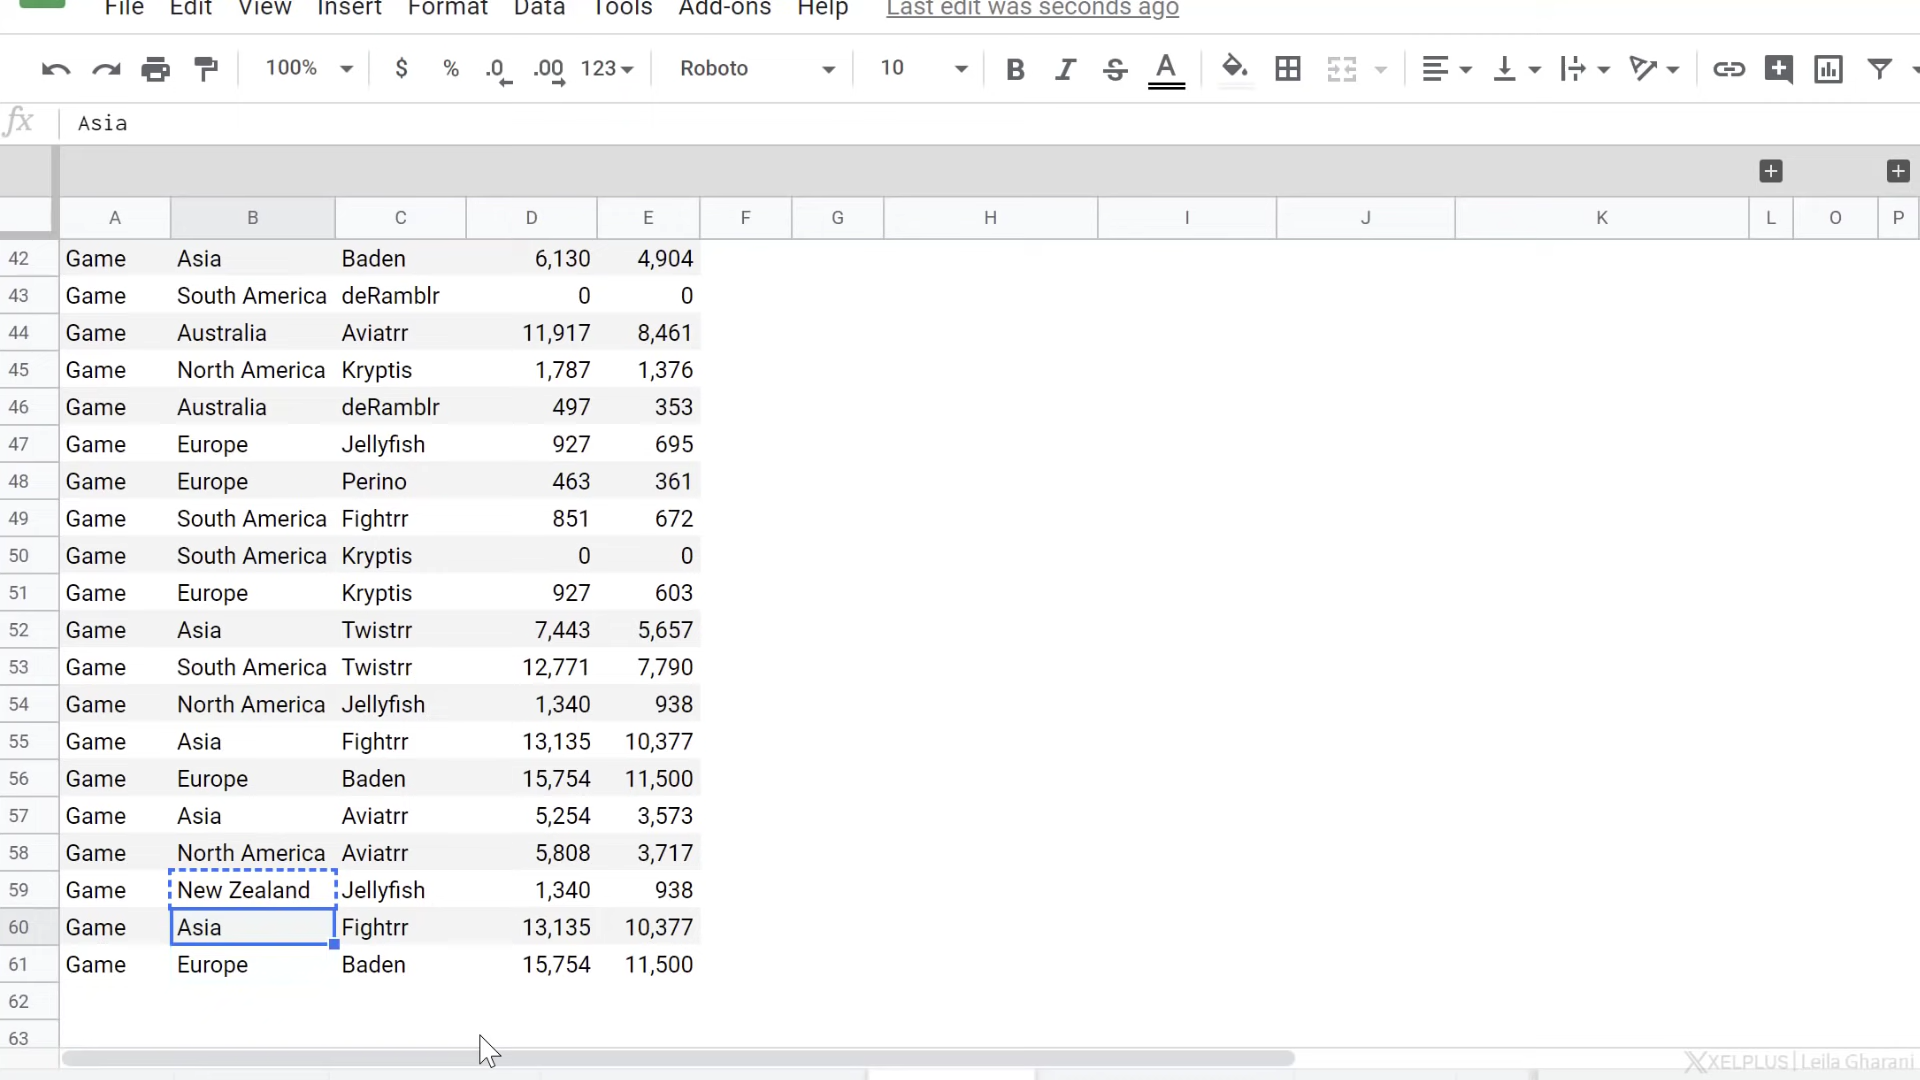 File Edit View Insert Format Data Tools Add-ons Help Last edit was seconds ago
100% $ % .0 .00 123 Roboto 10 B I S A
fx Asia
A B C D E F G H I J K L O P
42 Game Asia Baden 6,130 4,904
43 Game South America deRamblr 0 0
44 Game Australia Aviatrr 11,917 8,461
45 Game North America Kryptis 1,787 1,376
46 Game Australia deRamblr 497 353
47 Game Europe Jellyfish 927 695
48 Game Europe Perino 463 361
49 Game South America Fightrr 851 672
50 Game South America Kryptis 0 0
51 Game Europe Kryptis 927 603
52 Game Asia Twistrr 7,443 5,657
53 Game South America Twistrr 12,771 7,790
54 Game North America Jellyfish 1,340 938
55 Game Asia Fightrr 13,135 10,377
56 Game Europe Baden 15,754 11,500
57 Game Asia Aviatrr 5,254 3,573
58 Game North America Aviatrr 5,808 3,717
59 Game New Zealand Jellyfish 1,340 938
60 Game Asia Fightrr 13,135 10,377
61 Game Europe Baden 15,754 11,500
62
63
XELPLUS | Leila Gharani